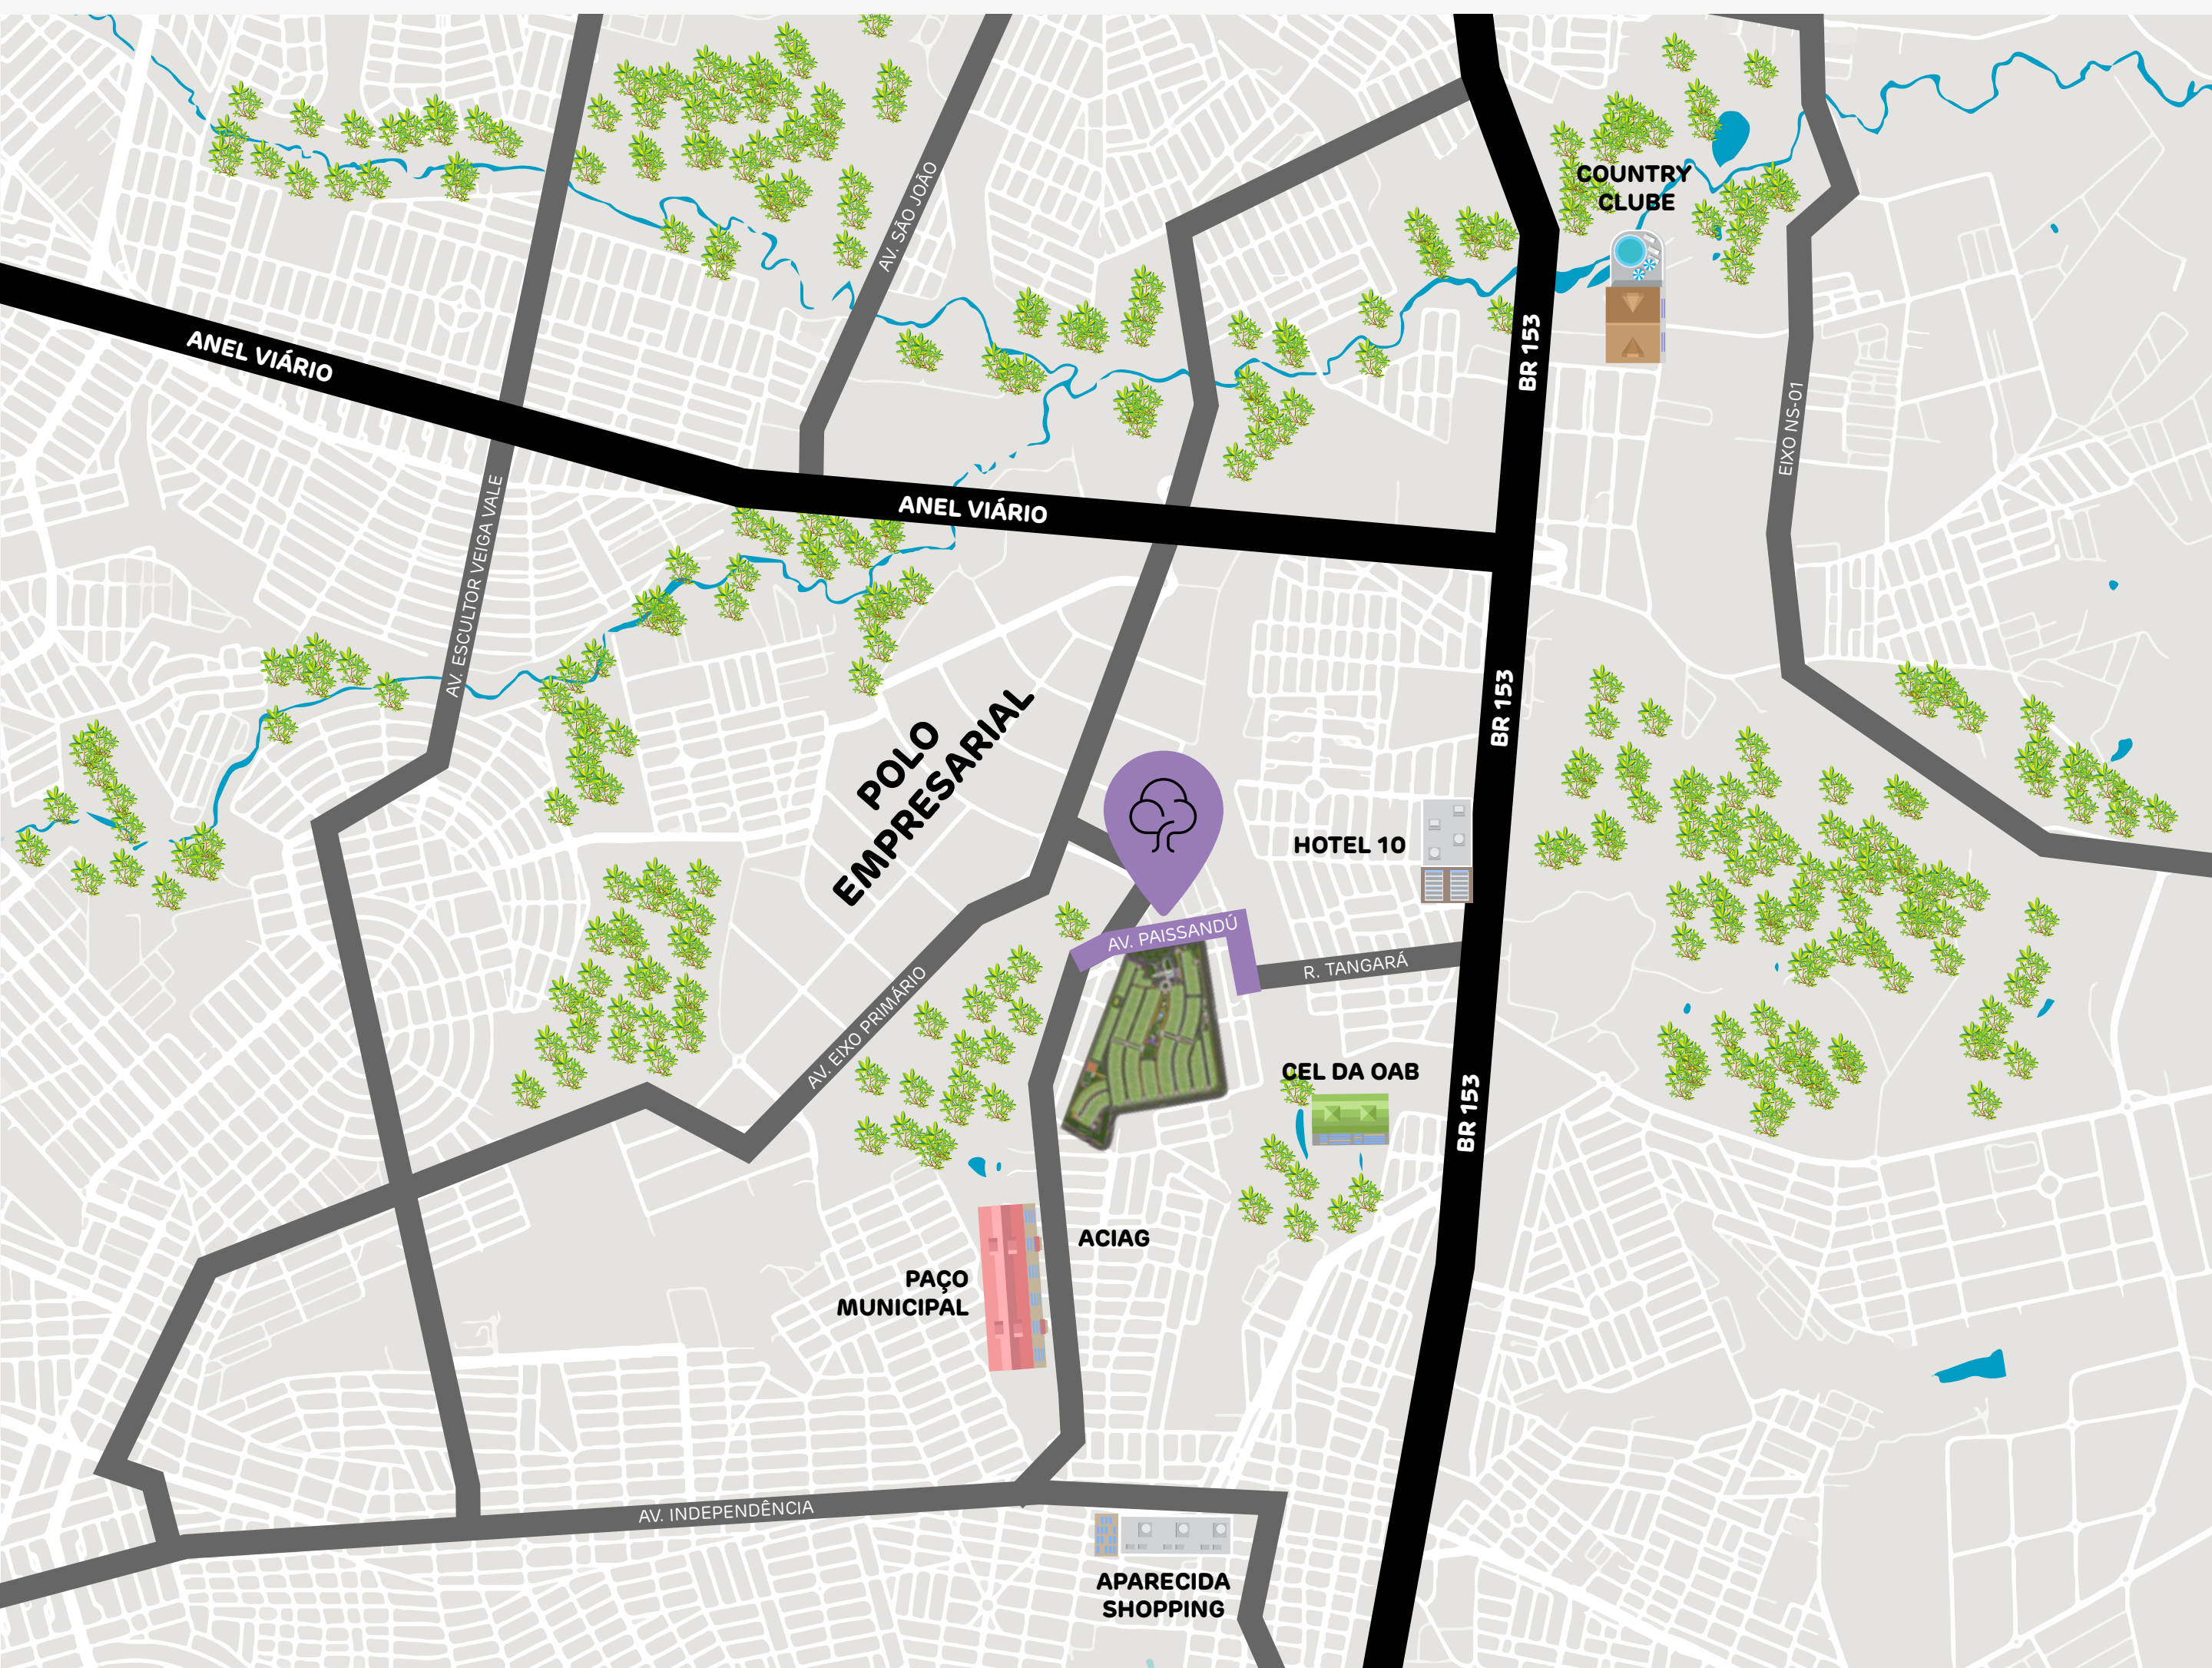 COUNTRY
CLUBE
AV. SÃO JOÃO
ANEL VIÁRIO
BR 153
EIXO NS-01
ANEL VIÁRIO
AV. ESCULTOR VEIGA VALE
BR 153
POLO
EMPRESARIAL
HOTEL 10
AV. PAISSANDÚ
R. TANGARÁ
AV. EIXO PRIMÁRIO
CEL DA OAB
BR 153
ACIAG
PAÇO
MUNICIPAL
AV. INDEPENDÊNCIA
APARECIDA
SHOPPING